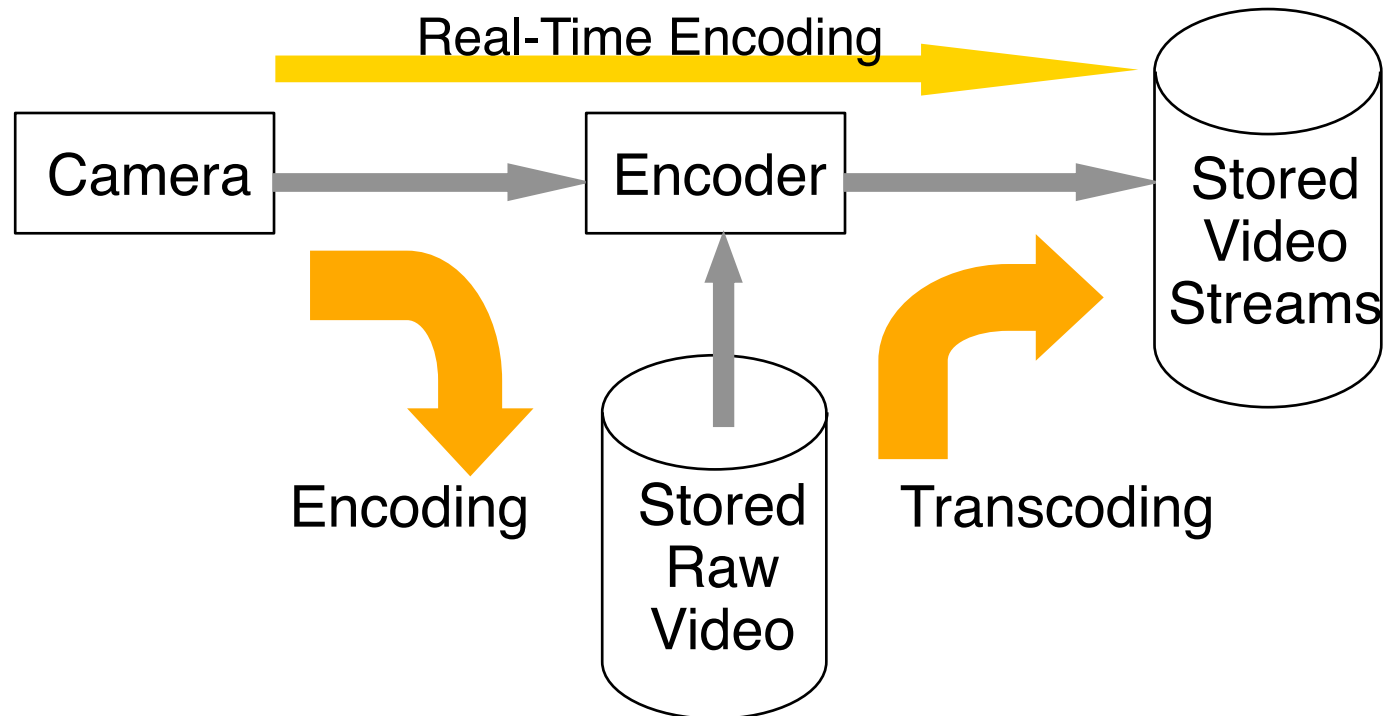 Real-Time Encoding
Camera
Encoder
Stored
Video
Streams
Encoding
Stored
Raw
Video
Transcoding